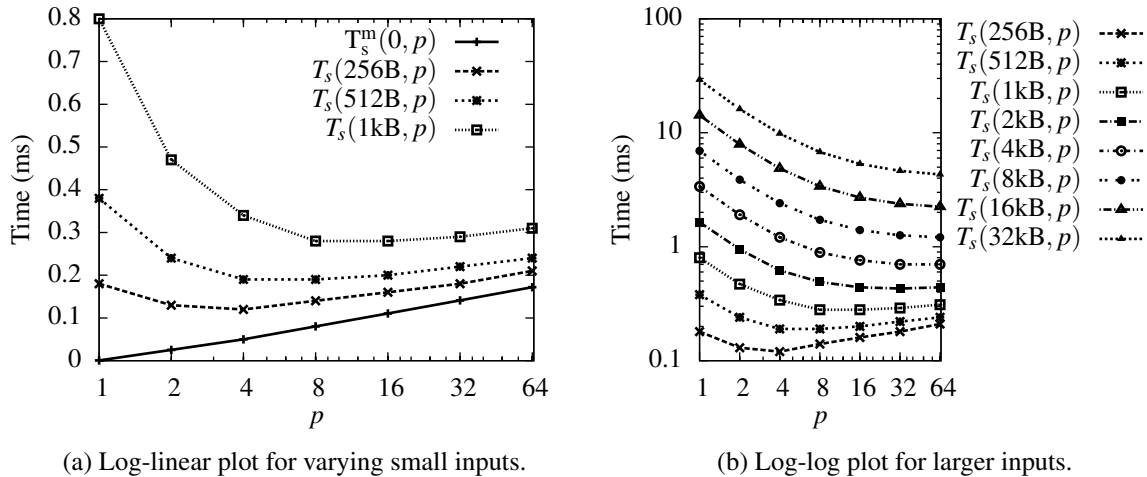 0.8
0.7
0.6
0.5
0.4
0.3
0.2
0.1
0
Time (ms)
1 2 4 8 16 32 64
p
T_s^m(0, p)
T_s(256B, p)
T_s(512B, p)
T_s(1kB, p)
(a) Log-linear plot for varying small inputs.
100
10
1
0.1
Time (ms)
1 2 4 8 16 32 64
p
T_s(256B, p)
T_s(512B, p)
T_s(1kB, p)
T_s(2kB, p)
T_s(4kB, p)
T_s(8kB, p)
T_s(16kB, p)
T_s(32kB, p)
(b) Log-log plot for larger inputs.